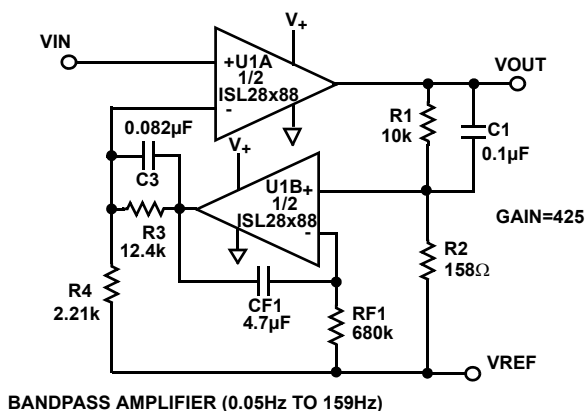 V+
VIN
+U1A
1/2
ISL28x88
-
VOUT
R1
10k
C1
0.1µF
0.082µF
C3
V+
U1B+
1/2
ISL28x88
-
GAIN=425
R3
12.4k
R2
158Ω
R4
2.21k
CF1
4.7µF
RF1
680k
VREF
BANDPASS AMPLIFIER (0.05Hz TO 159Hz)